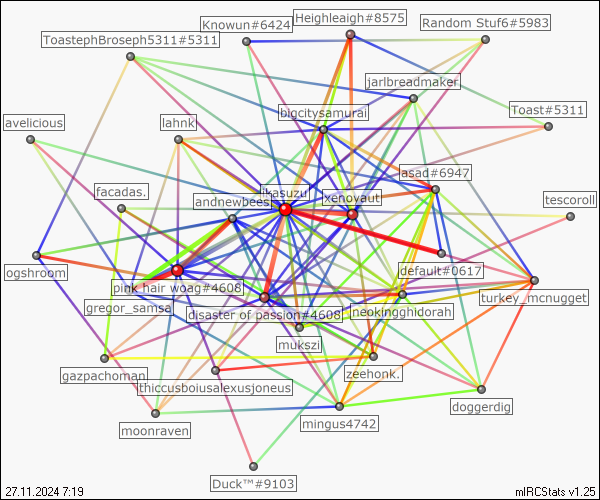 Heighleaigh#8575
Knowun#6424
Random Stuf6#5983
ToastephBroseph5311#5311
jarlbreadmaker
bigcitysamurai
Toast#5311
avelicious
lahnk
asad#6947
facadas.
ikasuzu
xenovaut
andnewbees
tescoroll
ogshroom
default#0617
pink hair woag#4608
turkey_mcnugget
gregor_samsa
disaster of passion#4608
neokingghidorah
mukszi
gazpachoman
zeehonk.
thiccusboiusalexusjoneus
doggerdig
moonraven
mingus4742
Duck™#9103
27.11.2024 7:19
mIRCStats v1.25